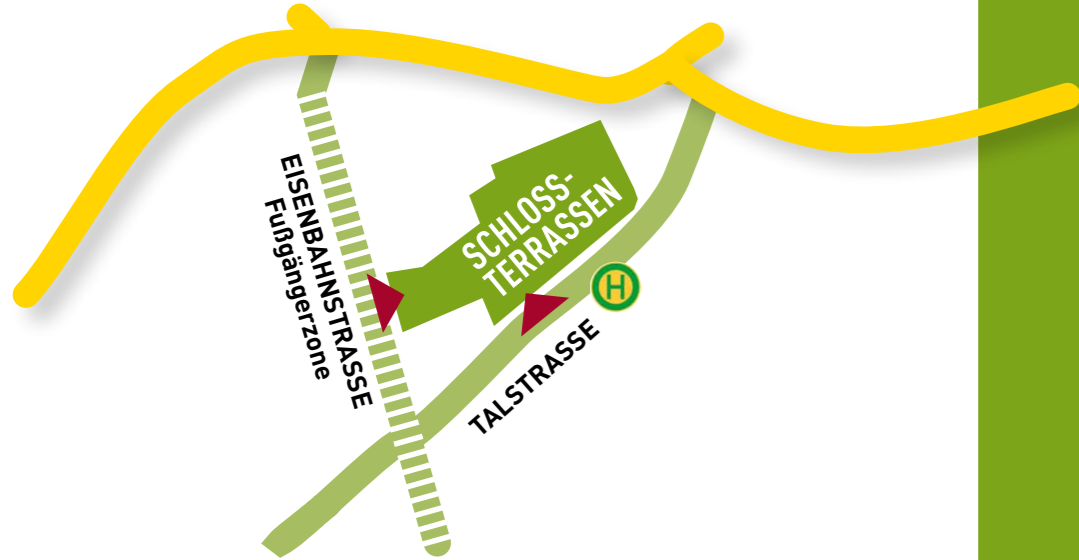 EISENBAHNSTRASSE
Fußgängerzone
SCHLOSS-
TERRASSEN
H
TALSTRASSE